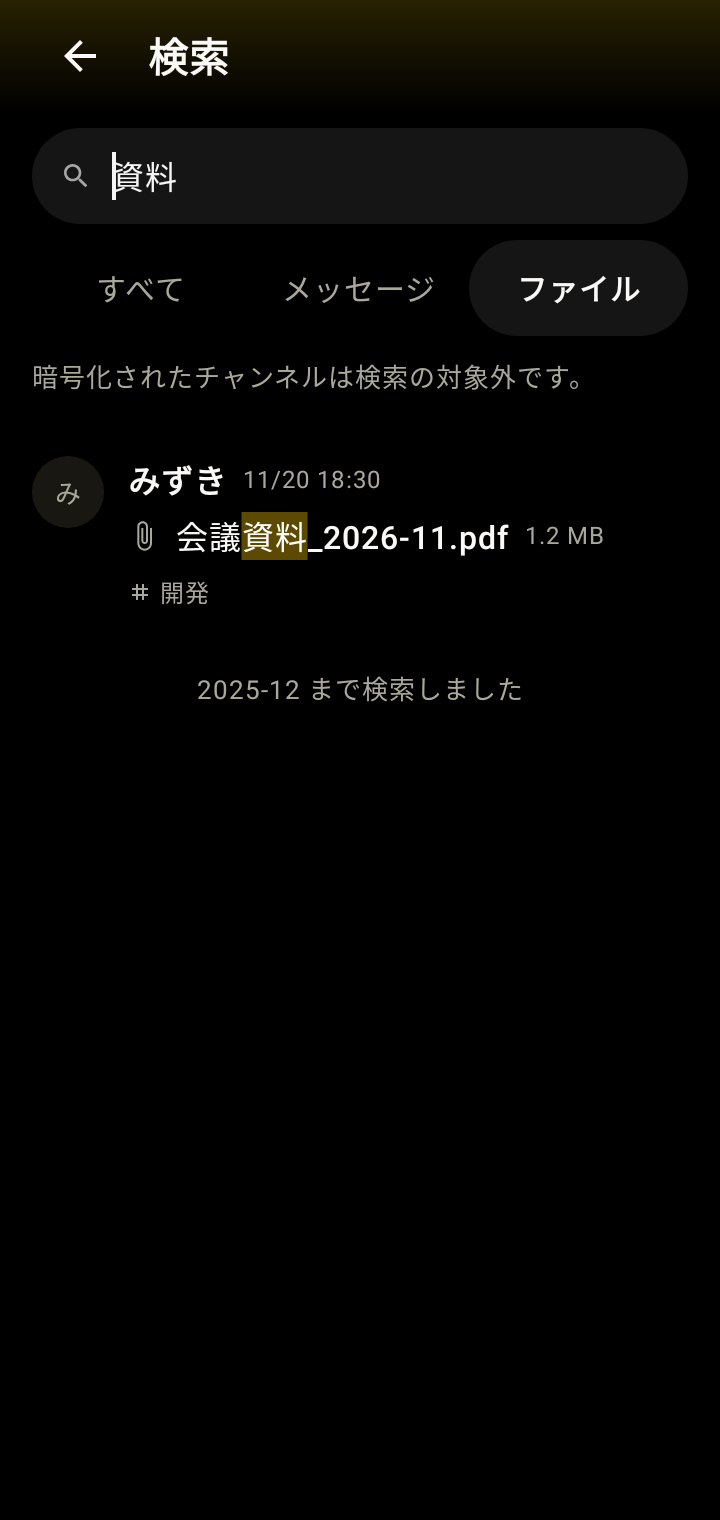 検索
資料
すべて メッセージ ファイル
暗号化されたチャンネルは検索の対象外です。
み みずき 11/20 18:30
会議資料_2026-11.pdf 1.2 MB
# 開発
2025-12 まで検索しました